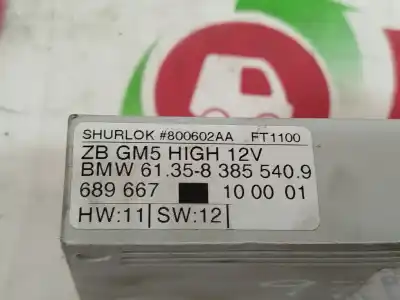 SHURLOK #800602AA FT1100
ZB GM5 HIGH 12V
BMW 61.35-8 385 540.9
689 667 10 00 01
HW:11 SW:12